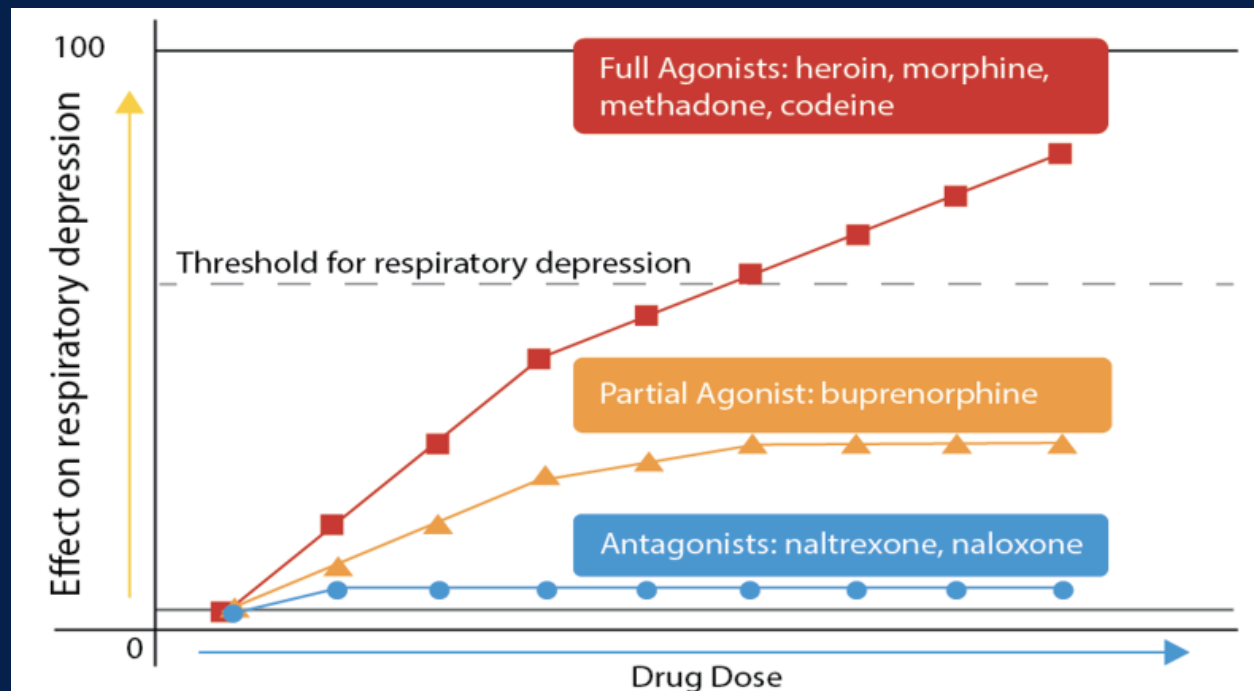 100
Full Agonists: heroin, morphine,
methadone, codeine
Effect on respiratory depression
Threshold for respiratory depression
Partial Agonist: buprenorphine
Antagonists: naltrexone, naloxone
0
Drug Dose